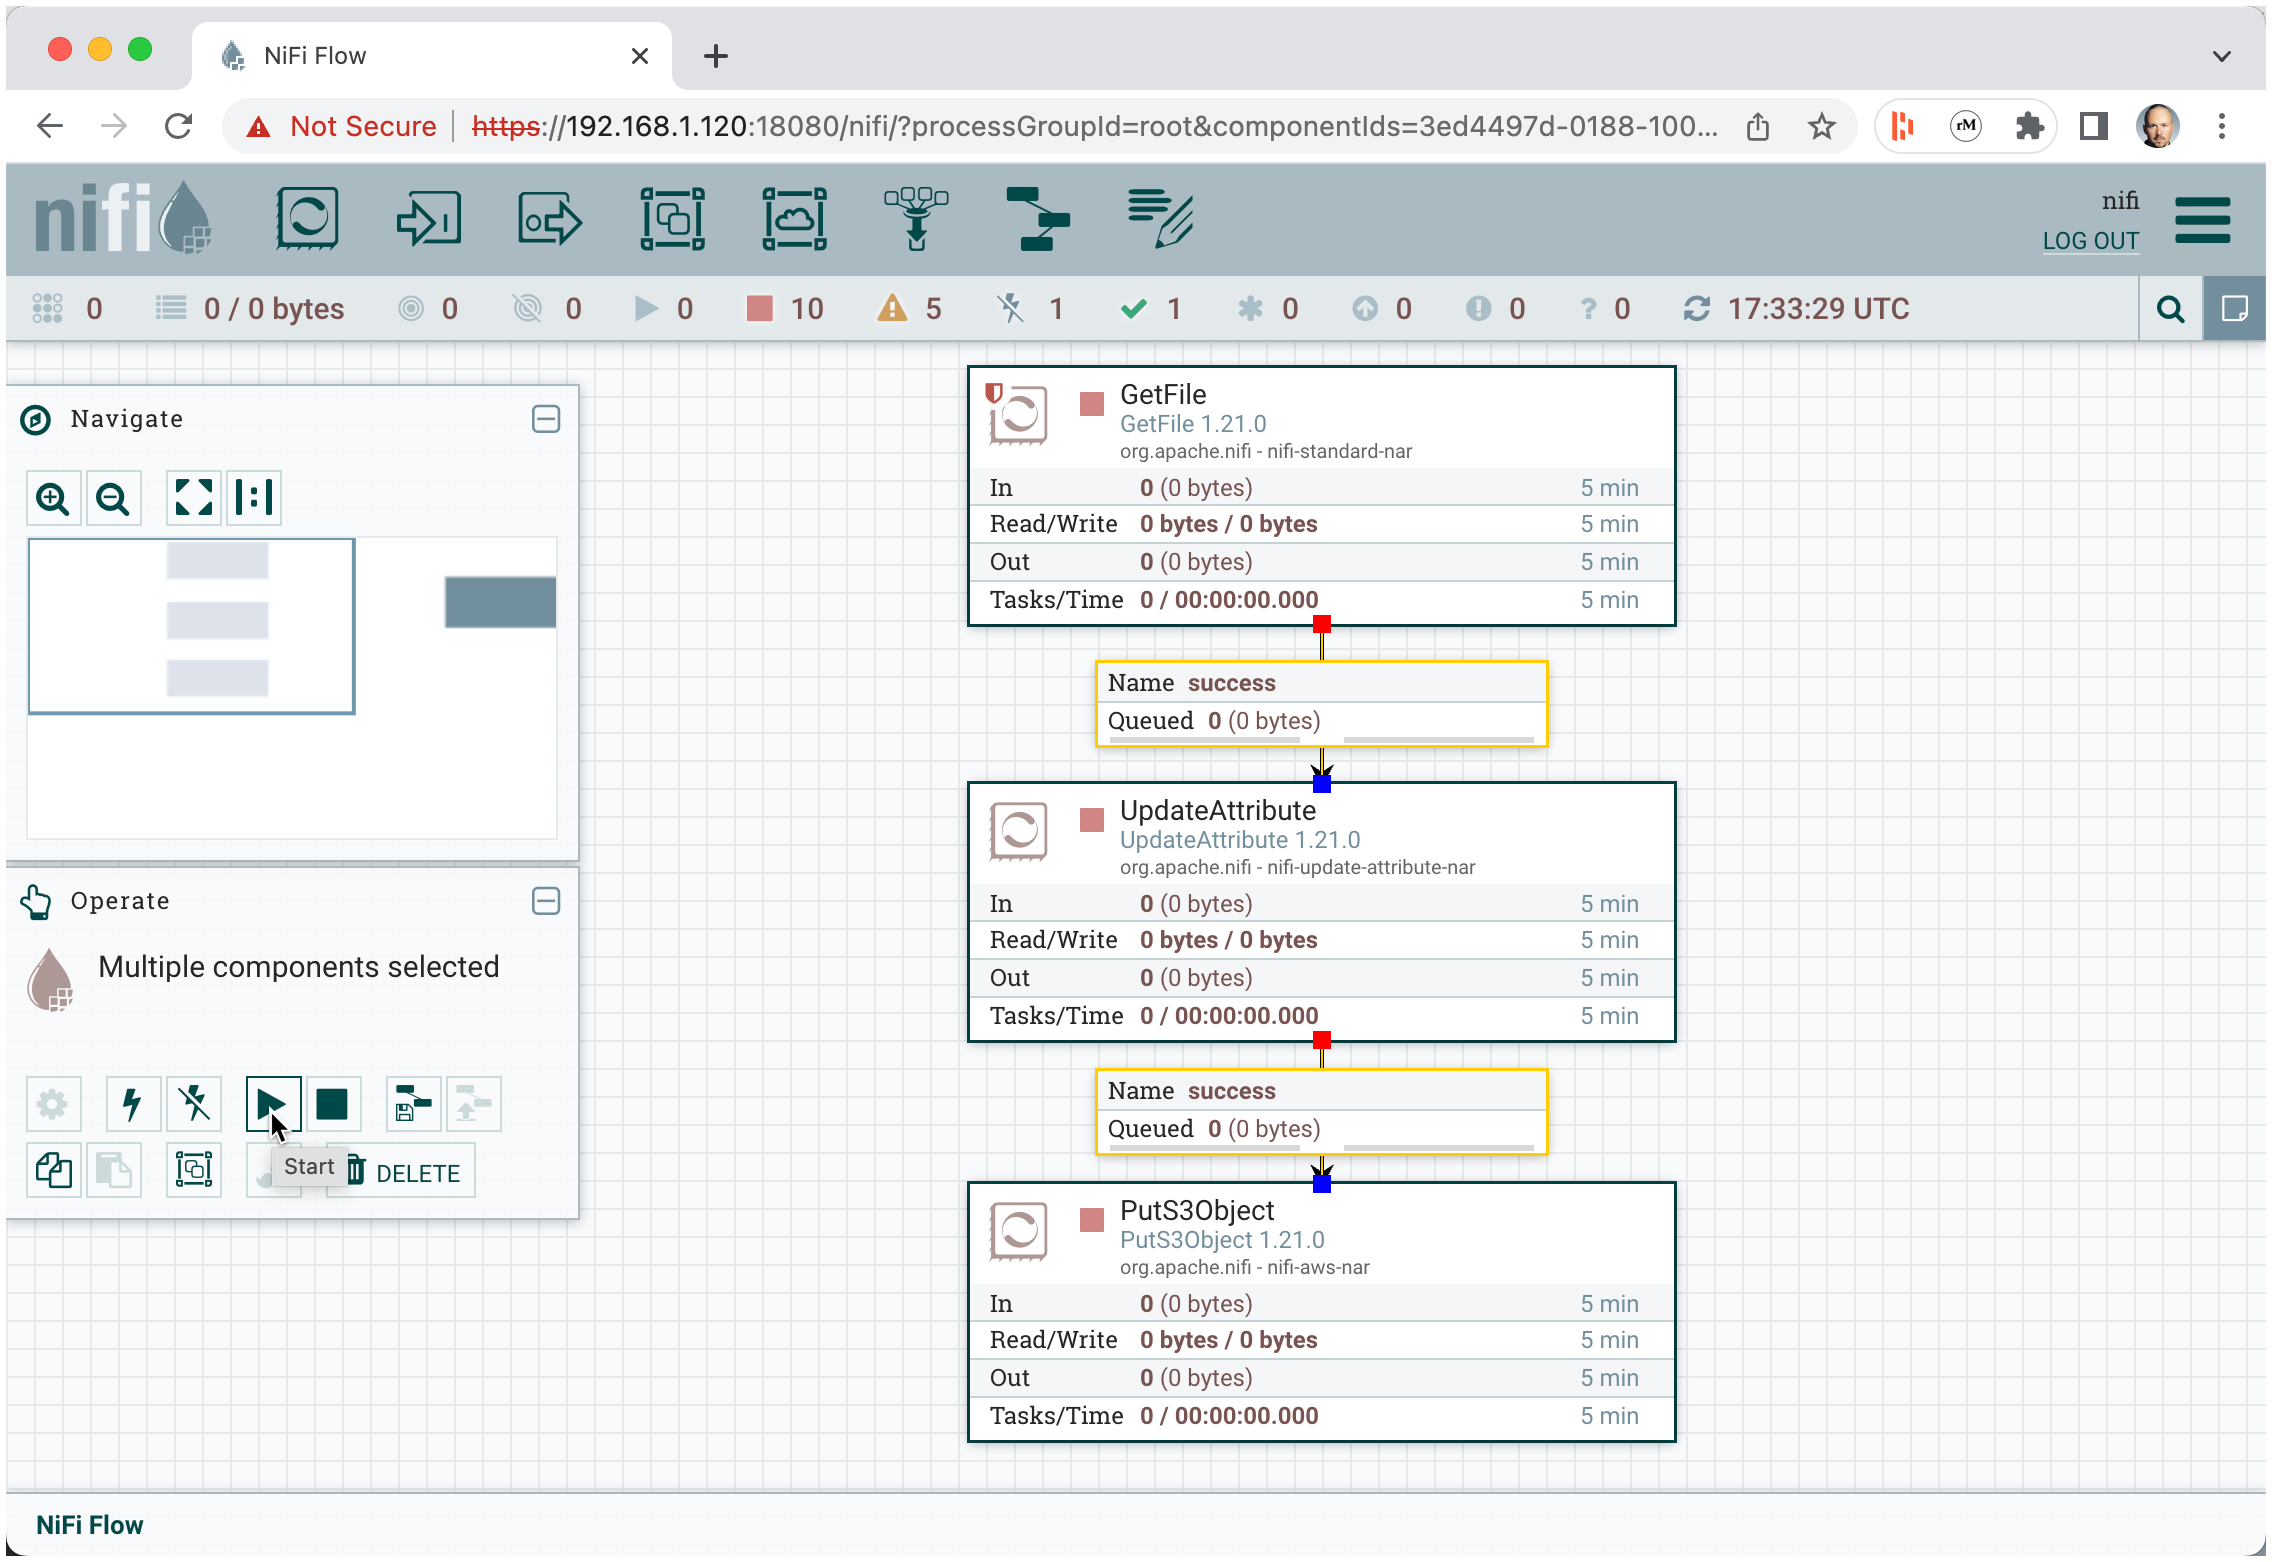 NiFi Flow
Not Secure https://192.168.1.120:18080/nifi/?processGroupId=root&componentIds=3ed4497d-0188-100...
rM
nifi
nifi
LOG OUT
0 0 / 0 bytes 0 0 0 10 5 1 1 0 0 0 ? 0 17:33:29 UTC
Navigate
Operate
Multiple components selected
Start
DELETE
GetFile
GetFile 1.21.0
org.apache.nifi - nifi-standard-nar
In 0 (0 bytes) 5 min
Read/Write 0 bytes / 0 bytes 5 min
Out 0 (0 bytes) 5 min
Tasks/Time 0 / 00:00:00.000 5 min
Name success
Queued 0 (0 bytes)
UpdateAttribute
UpdateAttribute 1.21.0
org.apache.nifi - nifi-update-attribute-nar
In 0 (0 bytes) 5 min
Read/Write 0 bytes / 0 bytes 5 min
Out 0 (0 bytes) 5 min
Tasks/Time 0 / 00:00:00.000 5 min
Name success
Queued 0 (0 bytes)
PutS3Object
PutS3Object 1.21.0
org.apache.nifi - nifi-aws-nar
In 0 (0 bytes) 5 min
Read/Write 0 bytes / 0 bytes 5 min
Out 0 (0 bytes) 5 min
Tasks/Time 0 / 00:00:00.000 5 min
NiFi Flow